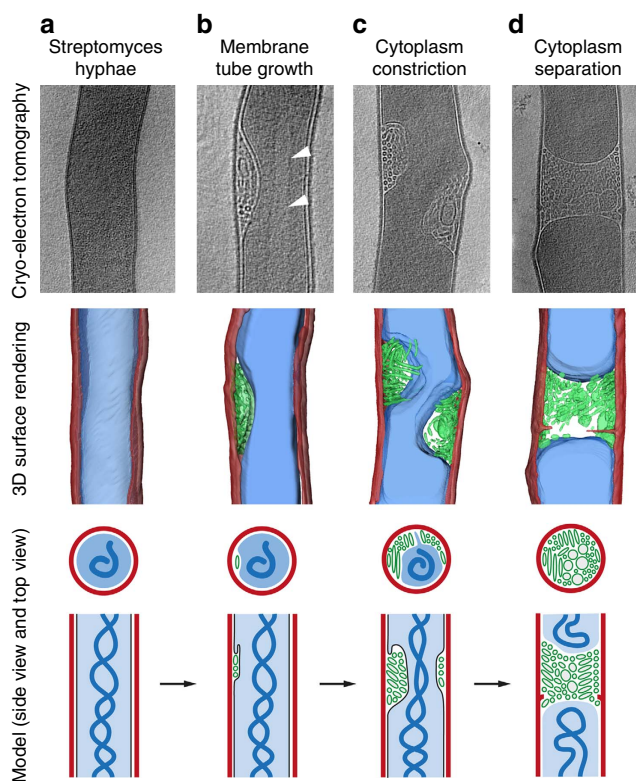 a
Streptomyces
hyphae
b
Membrane
tube growth
c
Cytoplasm
constriction
d
Cytoplasm
separation
Cryo-electron tomography
3D surface rendering
Model (side view and top view)